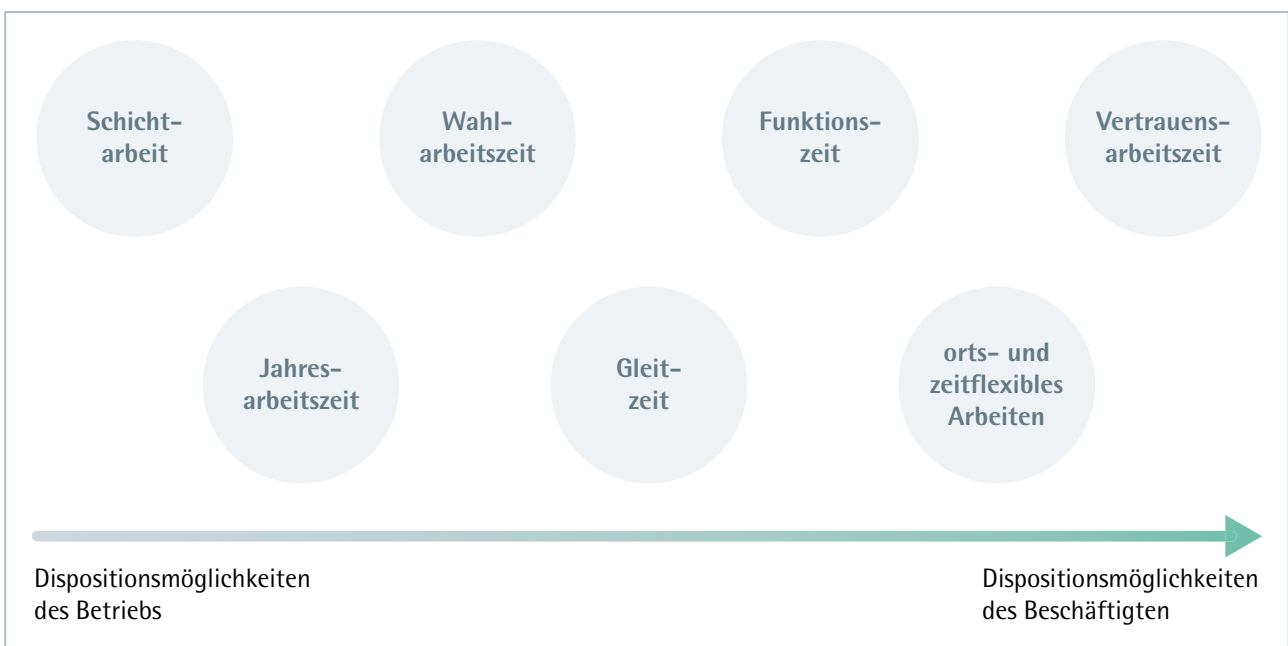 Schicht-
arbeit
Wahl-
arbeitszeit
Funktions-
zeit
Vertrauens-
arbeitszeit
Jahres-
arbeitszeit
Gleit-
zeit
orts- und
zeitflexibles
Arbeiten
Dispositionsmöglichkeiten
des Betriebs
Dispositionsmöglichkeiten
des Beschäftigten